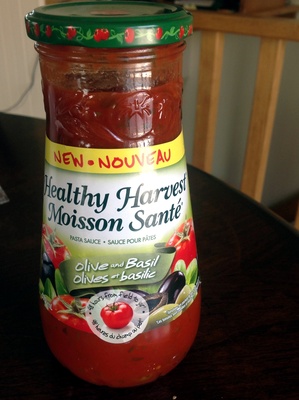 NEW • NOUVEAU
Healthy Harvest
Moisson Santé
PASTA SAUCE • SAUCE POUR PÂTES
olive and Basil
olives et basilic